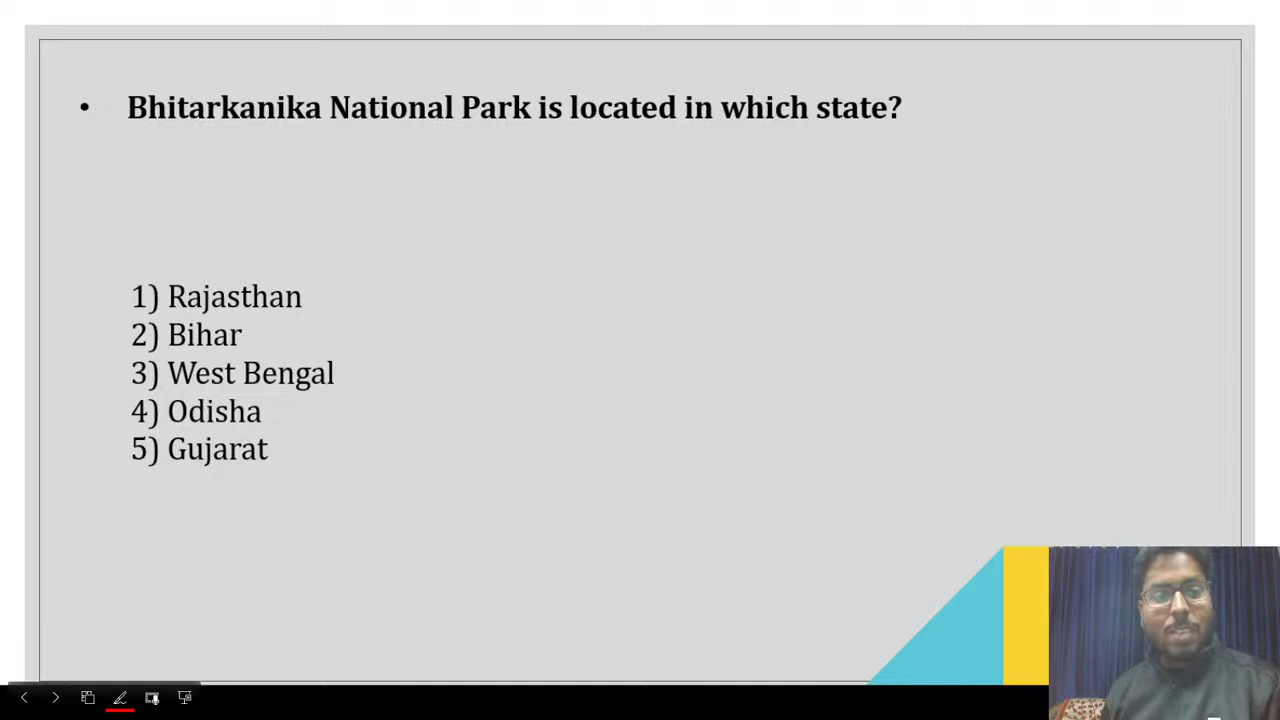 • Bhitarkanika National Park is located in which state?
1) Rajasthan
2) Bihar
3) West Bengal
4) Odisha
5) Gujarat